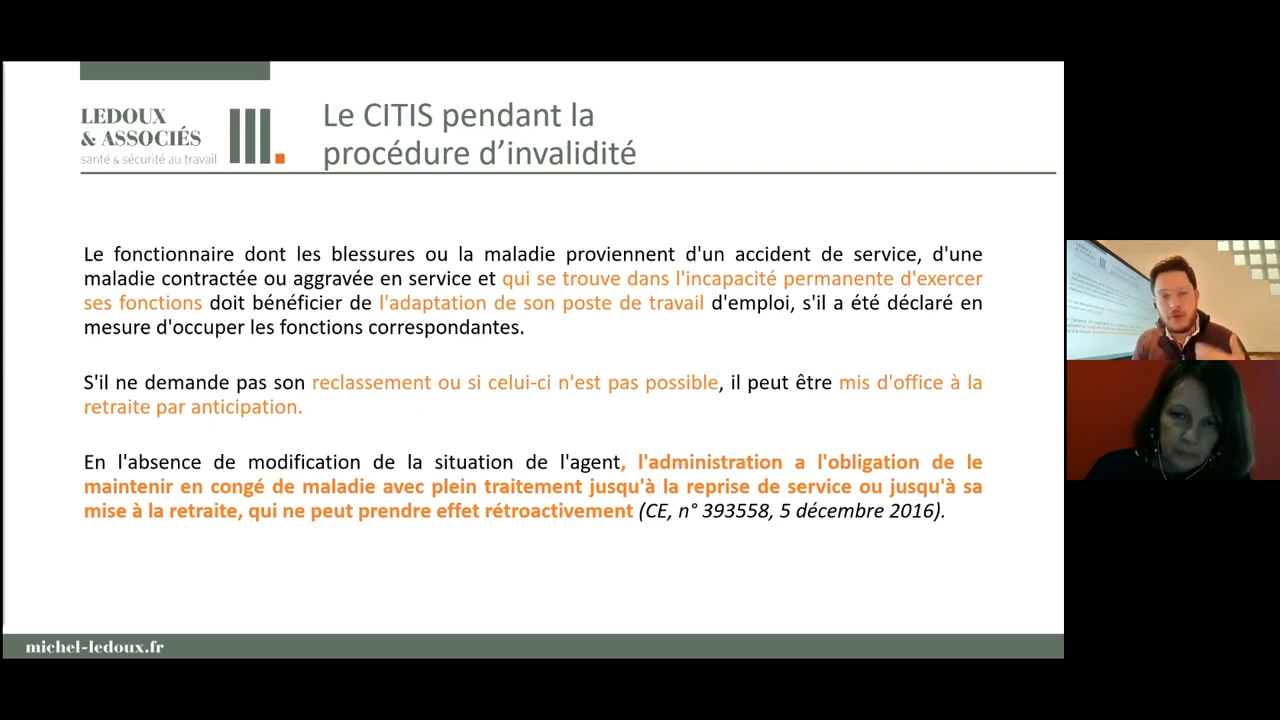 LEDOUX
& ASSOCIÉS
santé & sécurité au travail
Le CITIS pendant la
procédure d’invalidité
Le fonctionnaire dont les blessures ou la maladie proviennent d'un accident de service, d'une
maladie contractée ou aggravée en service et qui se trouve dans l'incapacité permanente d'exercer
ses fonctions doit bénéficier de l'adaptation de son poste de travail d'emploi, s'il a été déclaré en
mesure d'occuper les fonctions correspondantes.
S'il ne demande pas son reclassement ou si celui-ci n'est pas possible, il peut être mis d'office à la
retraite par anticipation.
En l'absence de modification de la situation de l'agent, l'administration a l'obligation de le
maintenir en congé de maladie avec plein traitement jusqu'à la reprise de service ou jusqu'à sa
mise à la retraite, qui ne peut prendre effet rétroactivement (CE, n° 393558, 5 décembre 2016).
michel-ledoux.fr